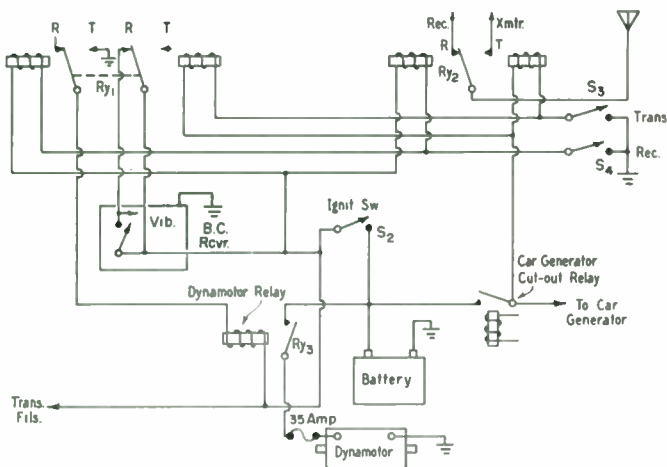 R T R T
Rec. Xmtr.
R T
Ry1
Ry2
S3
Trans
Rec.
S4
Vib.
B.C.
Rcvr.
Ignit Sw
S2
Car Generator
Cut-out Relay
Dynamotor Relay
To Car
Generator
Ry3
Battery
Trans.
Fils.
35 Amp
Dynamotor